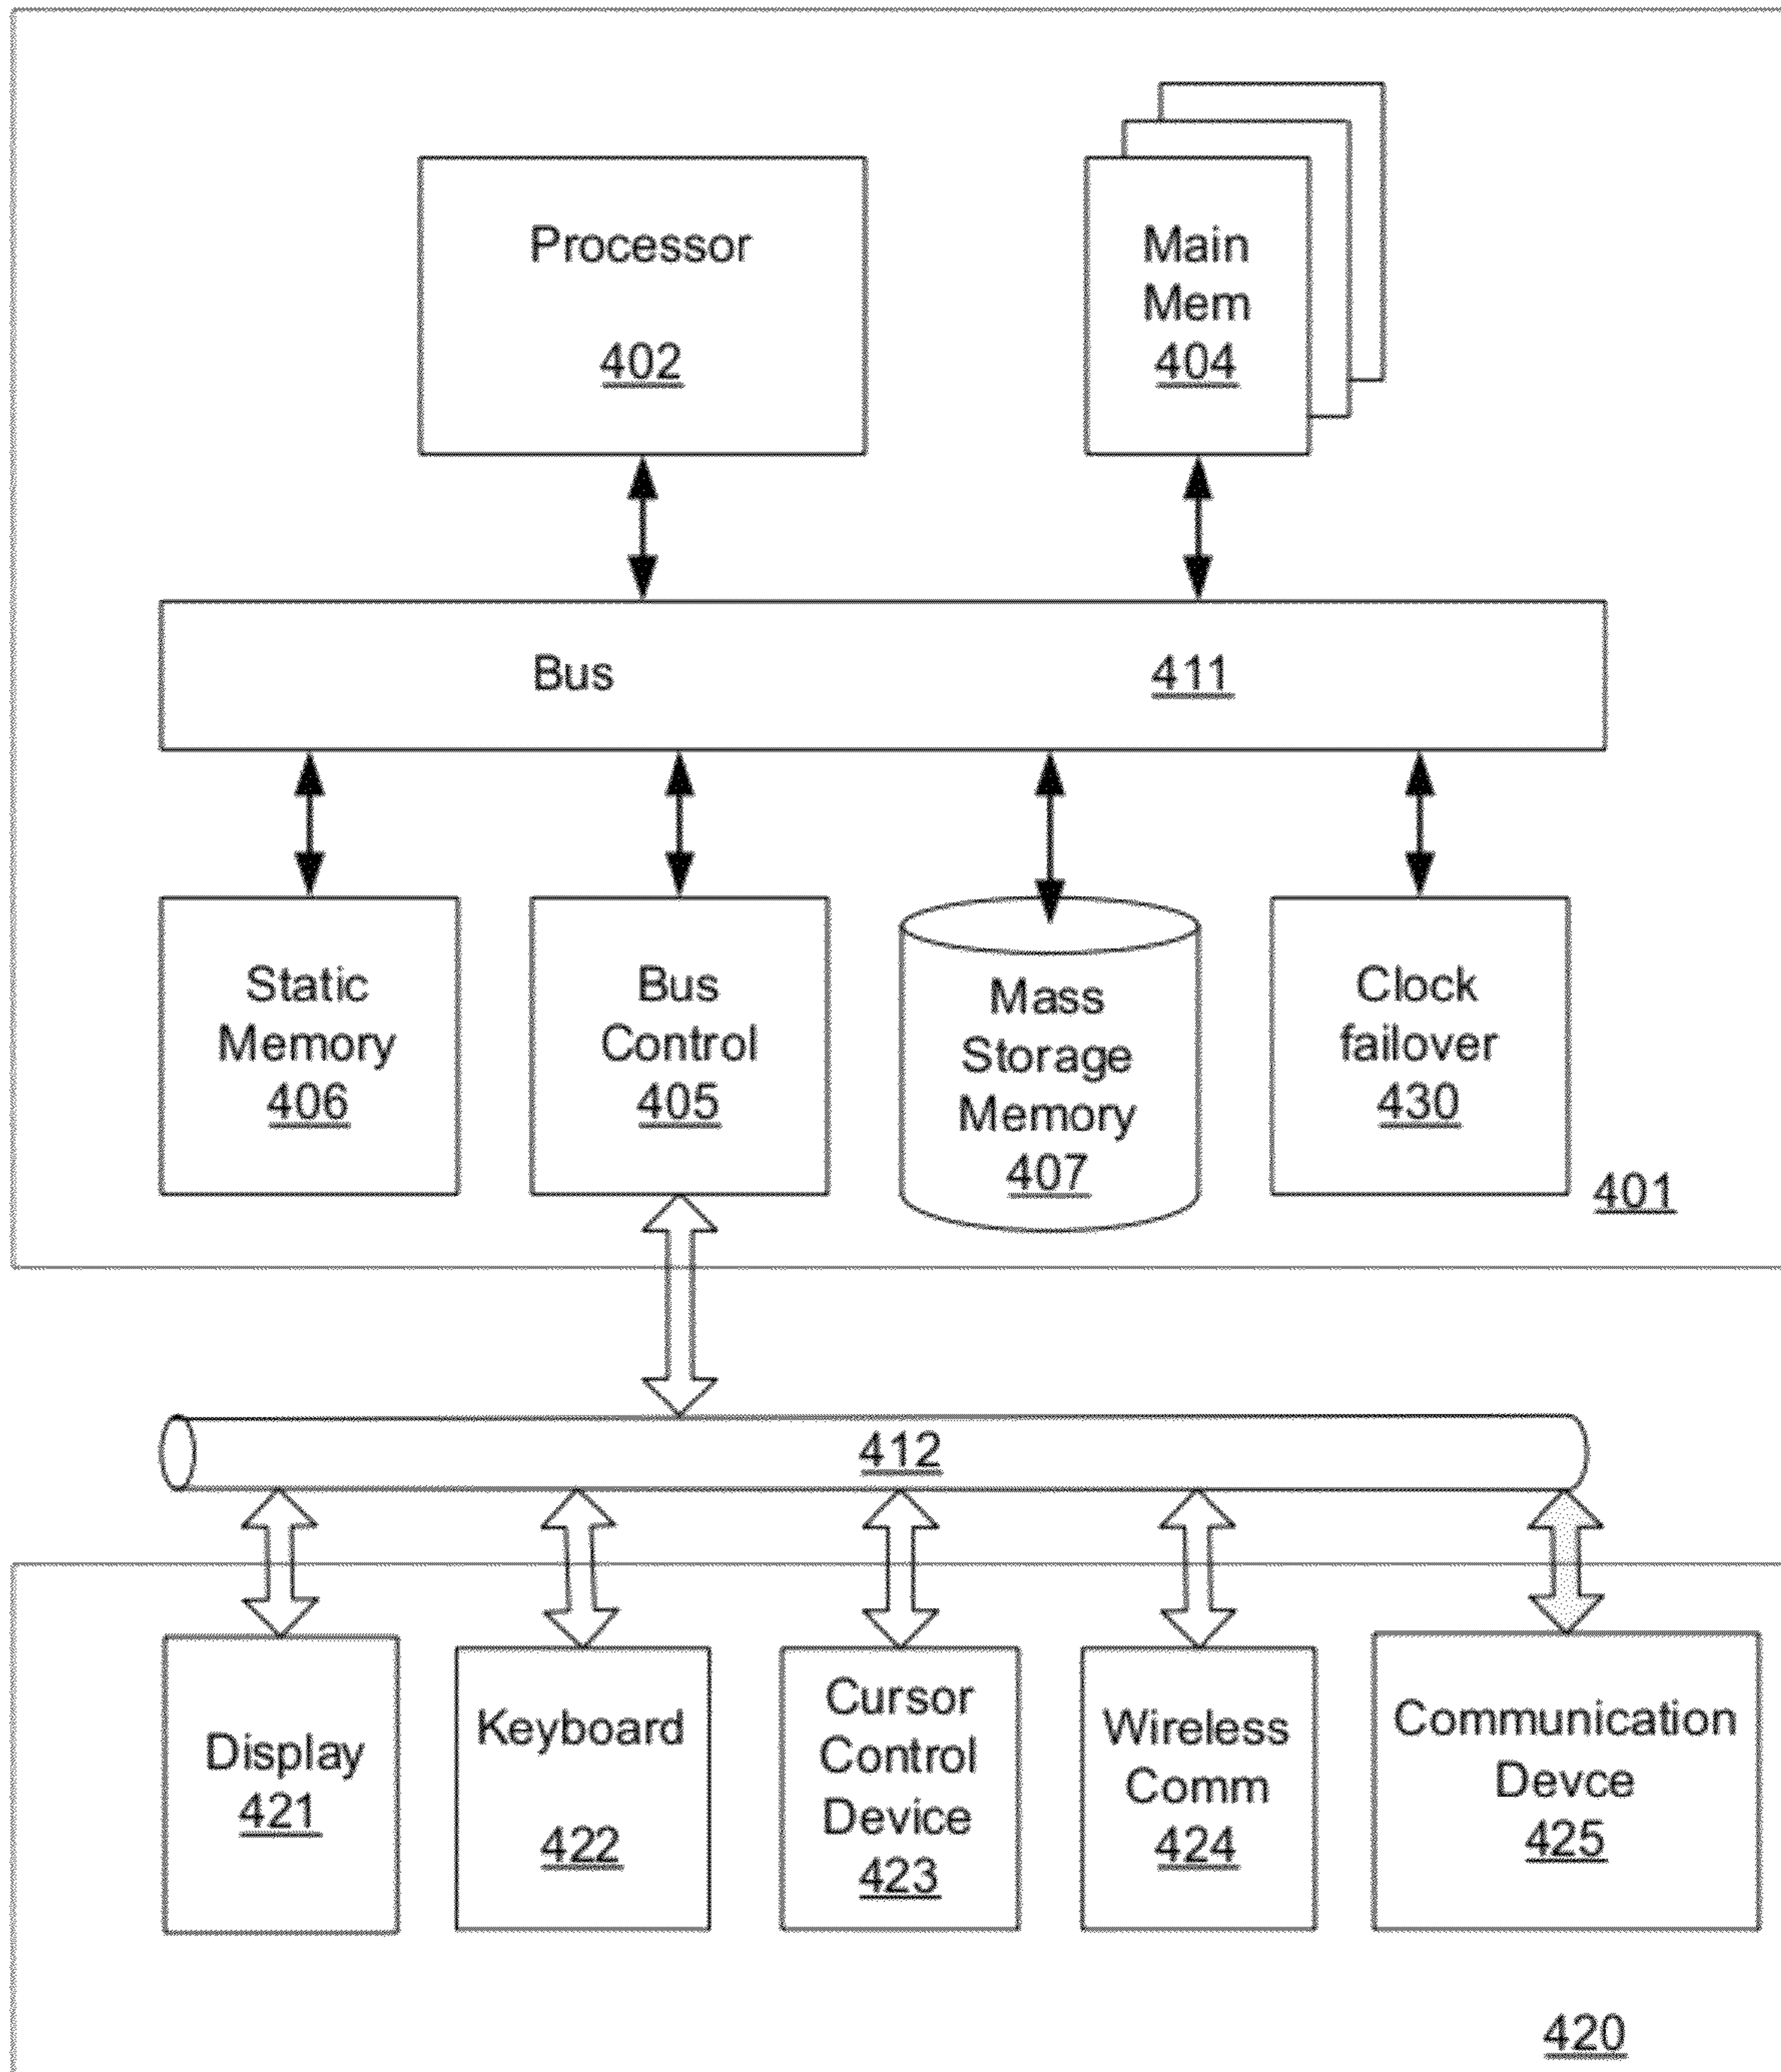 Processor
402
Main
Mem
404
Bus 411
Static
Memory
406
Bus
Control
405
Mass
Storage
Memory
407
Clock
failover
430
401
412
Display
421
Keyboard
422
Cursor
Control
Device
423
Wireless
Comm
424
Communication
Devce
425
420